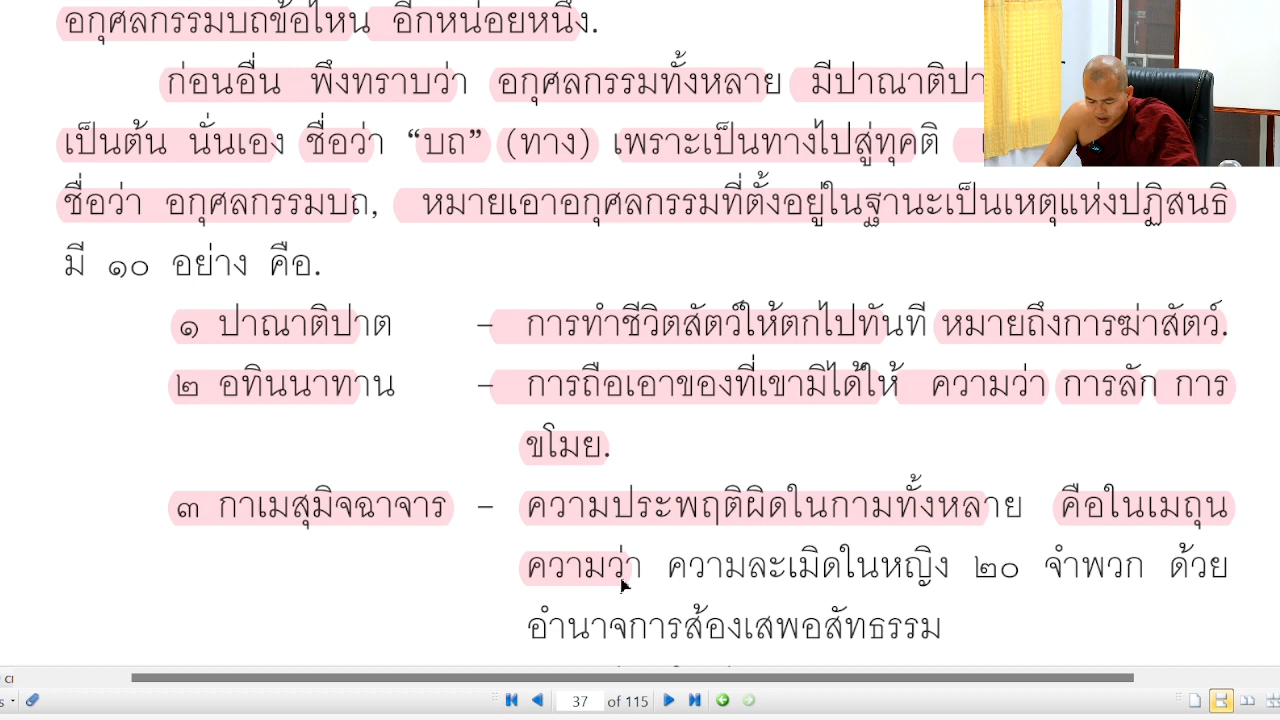 อกุศลกรรมบถข้อไหน อีกหน่อยหนึ่ง.
ก่อนอื่น พึงทราบว่า อกุศลกรรมทั้งหลาย มีปาณาติปา
เป็นต้น นั่นเอง ชื่อว่า “บถ” (ทาง) เพราะเป็นทางไปสู่ทุคติ
ชื่อว่า อกุศลกรรมบถ, หมายเอาอกุศลกรรมที่ตั้งอยู่ในฐานะเป็นเหตุแห่งปฏิสนธิ
มี ๑๐ อย่าง คือ.
๑ ปาณาติปาต – การทำชีวิตสัตว์ให้ตกไปทันที หมายถึงการฆ่าสัตว์.
๒ อทินนาทาน – การถือเอาของที่เขามิได้ให้ ความว่า การลัก การ
ขโมย.
๓ กาเมสุมิจฉาจาร – ความประพฤติผิดในกามทั้งหลาย คือในเมถุน
ความว่า ความละเมิดในหญิง ๒๐ จำพวก ด้วย
อำนาจการส้องเสพอสัทธรรม
37 of 115